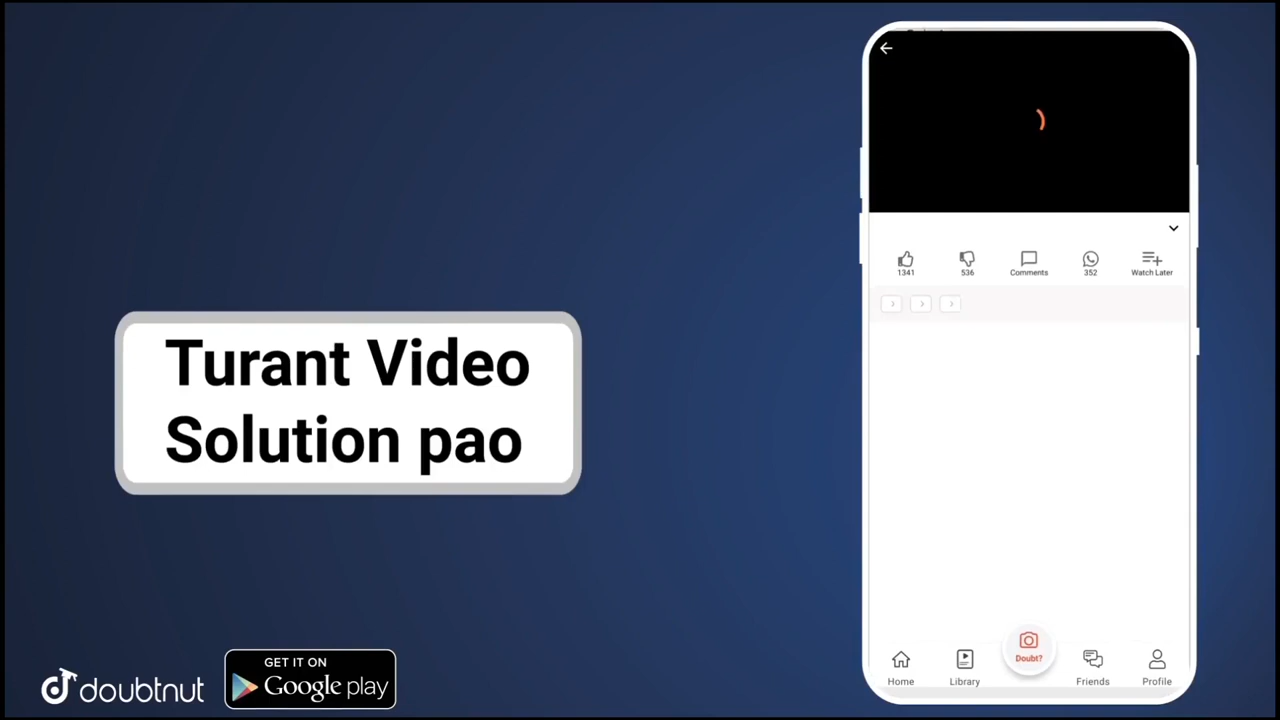 Turant Video
Solution pao
1341
536
Comments
352
Watch Later
Doubt?
Home
Library
Friends
Profile
doubtnut
GET IT ON
Google play